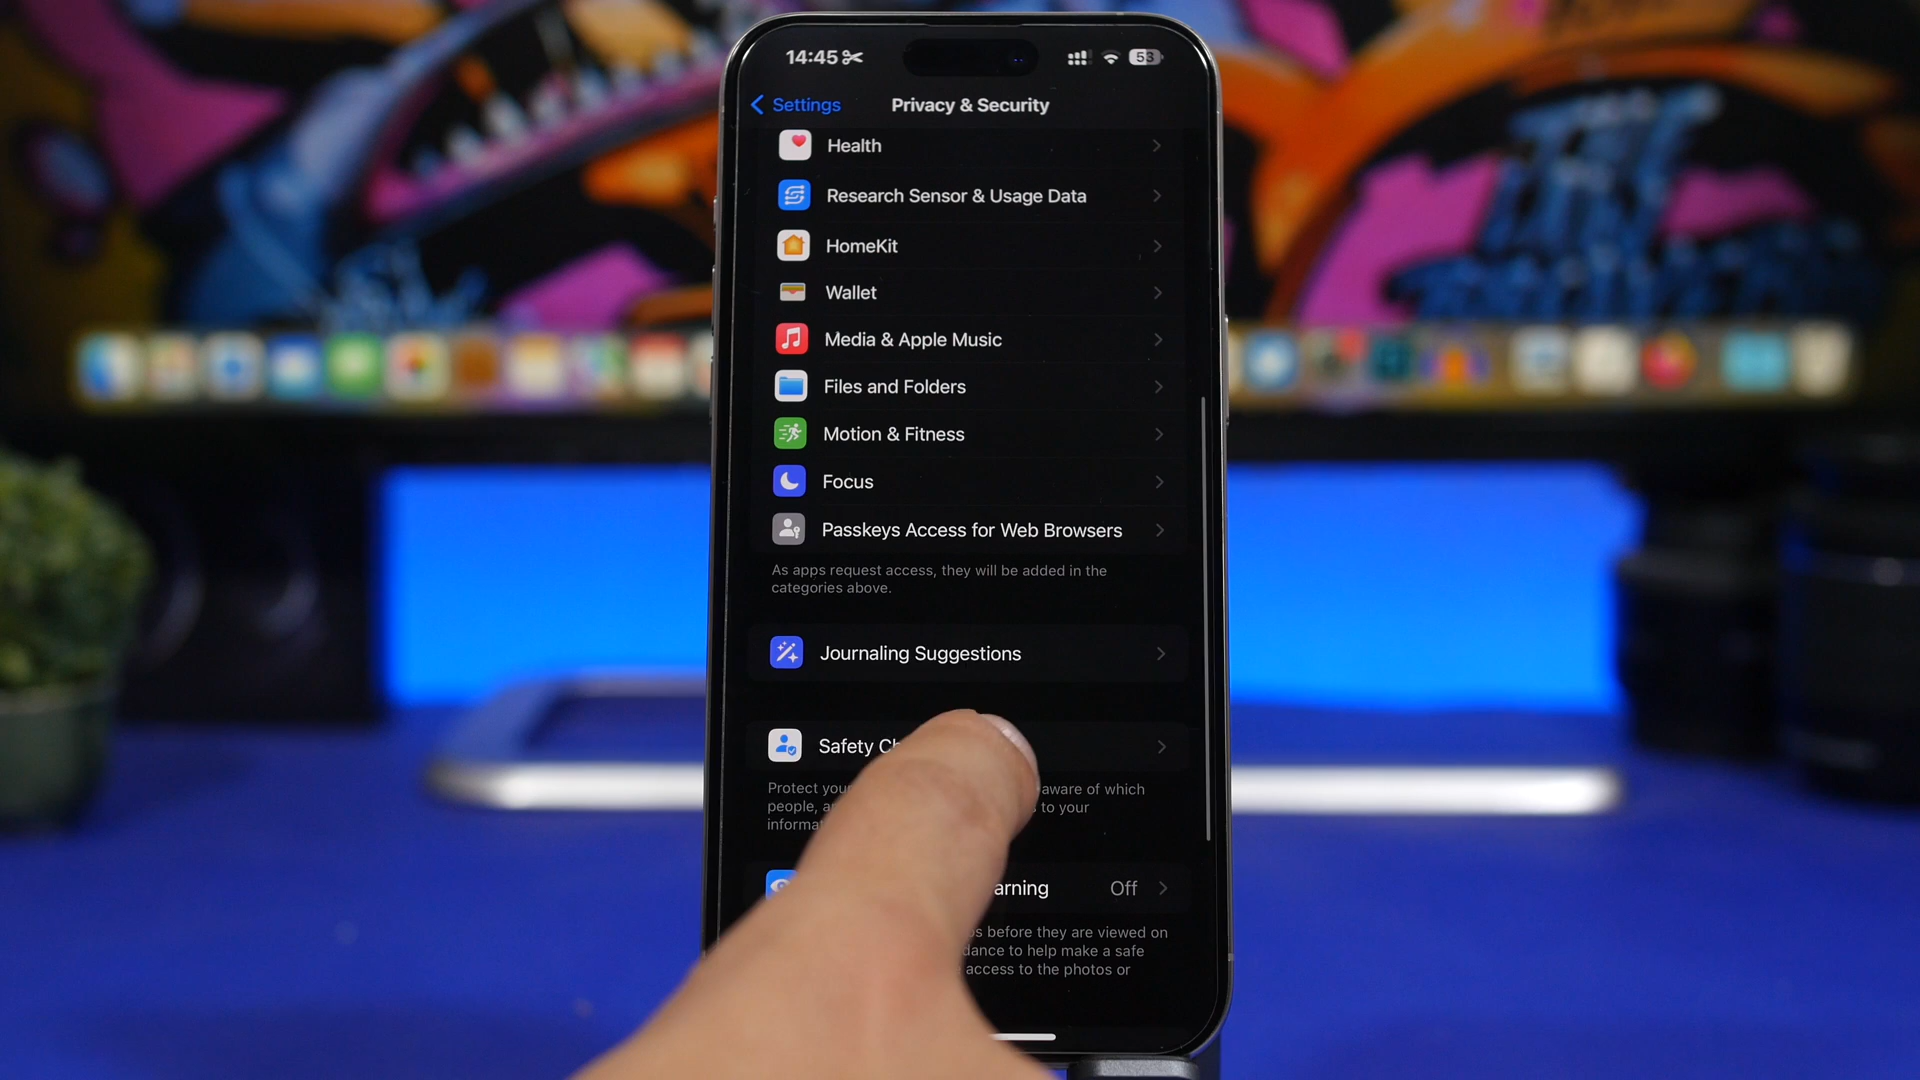 14:45
53
Settings
Privacy & Security
Health
Research Sensor & Usage Data
HomeKit
Wallet
Media & Apple Music
Files and Folders
Motion & Fitness
Focus
Passkeys Access for Web Browsers
As apps request access, they will be added in the
categories above.
Journaling Suggestions
Safety
Protect aware of which
people, to your
arning Off
before they are viewed on
dance to help make a safe
access to the photos or